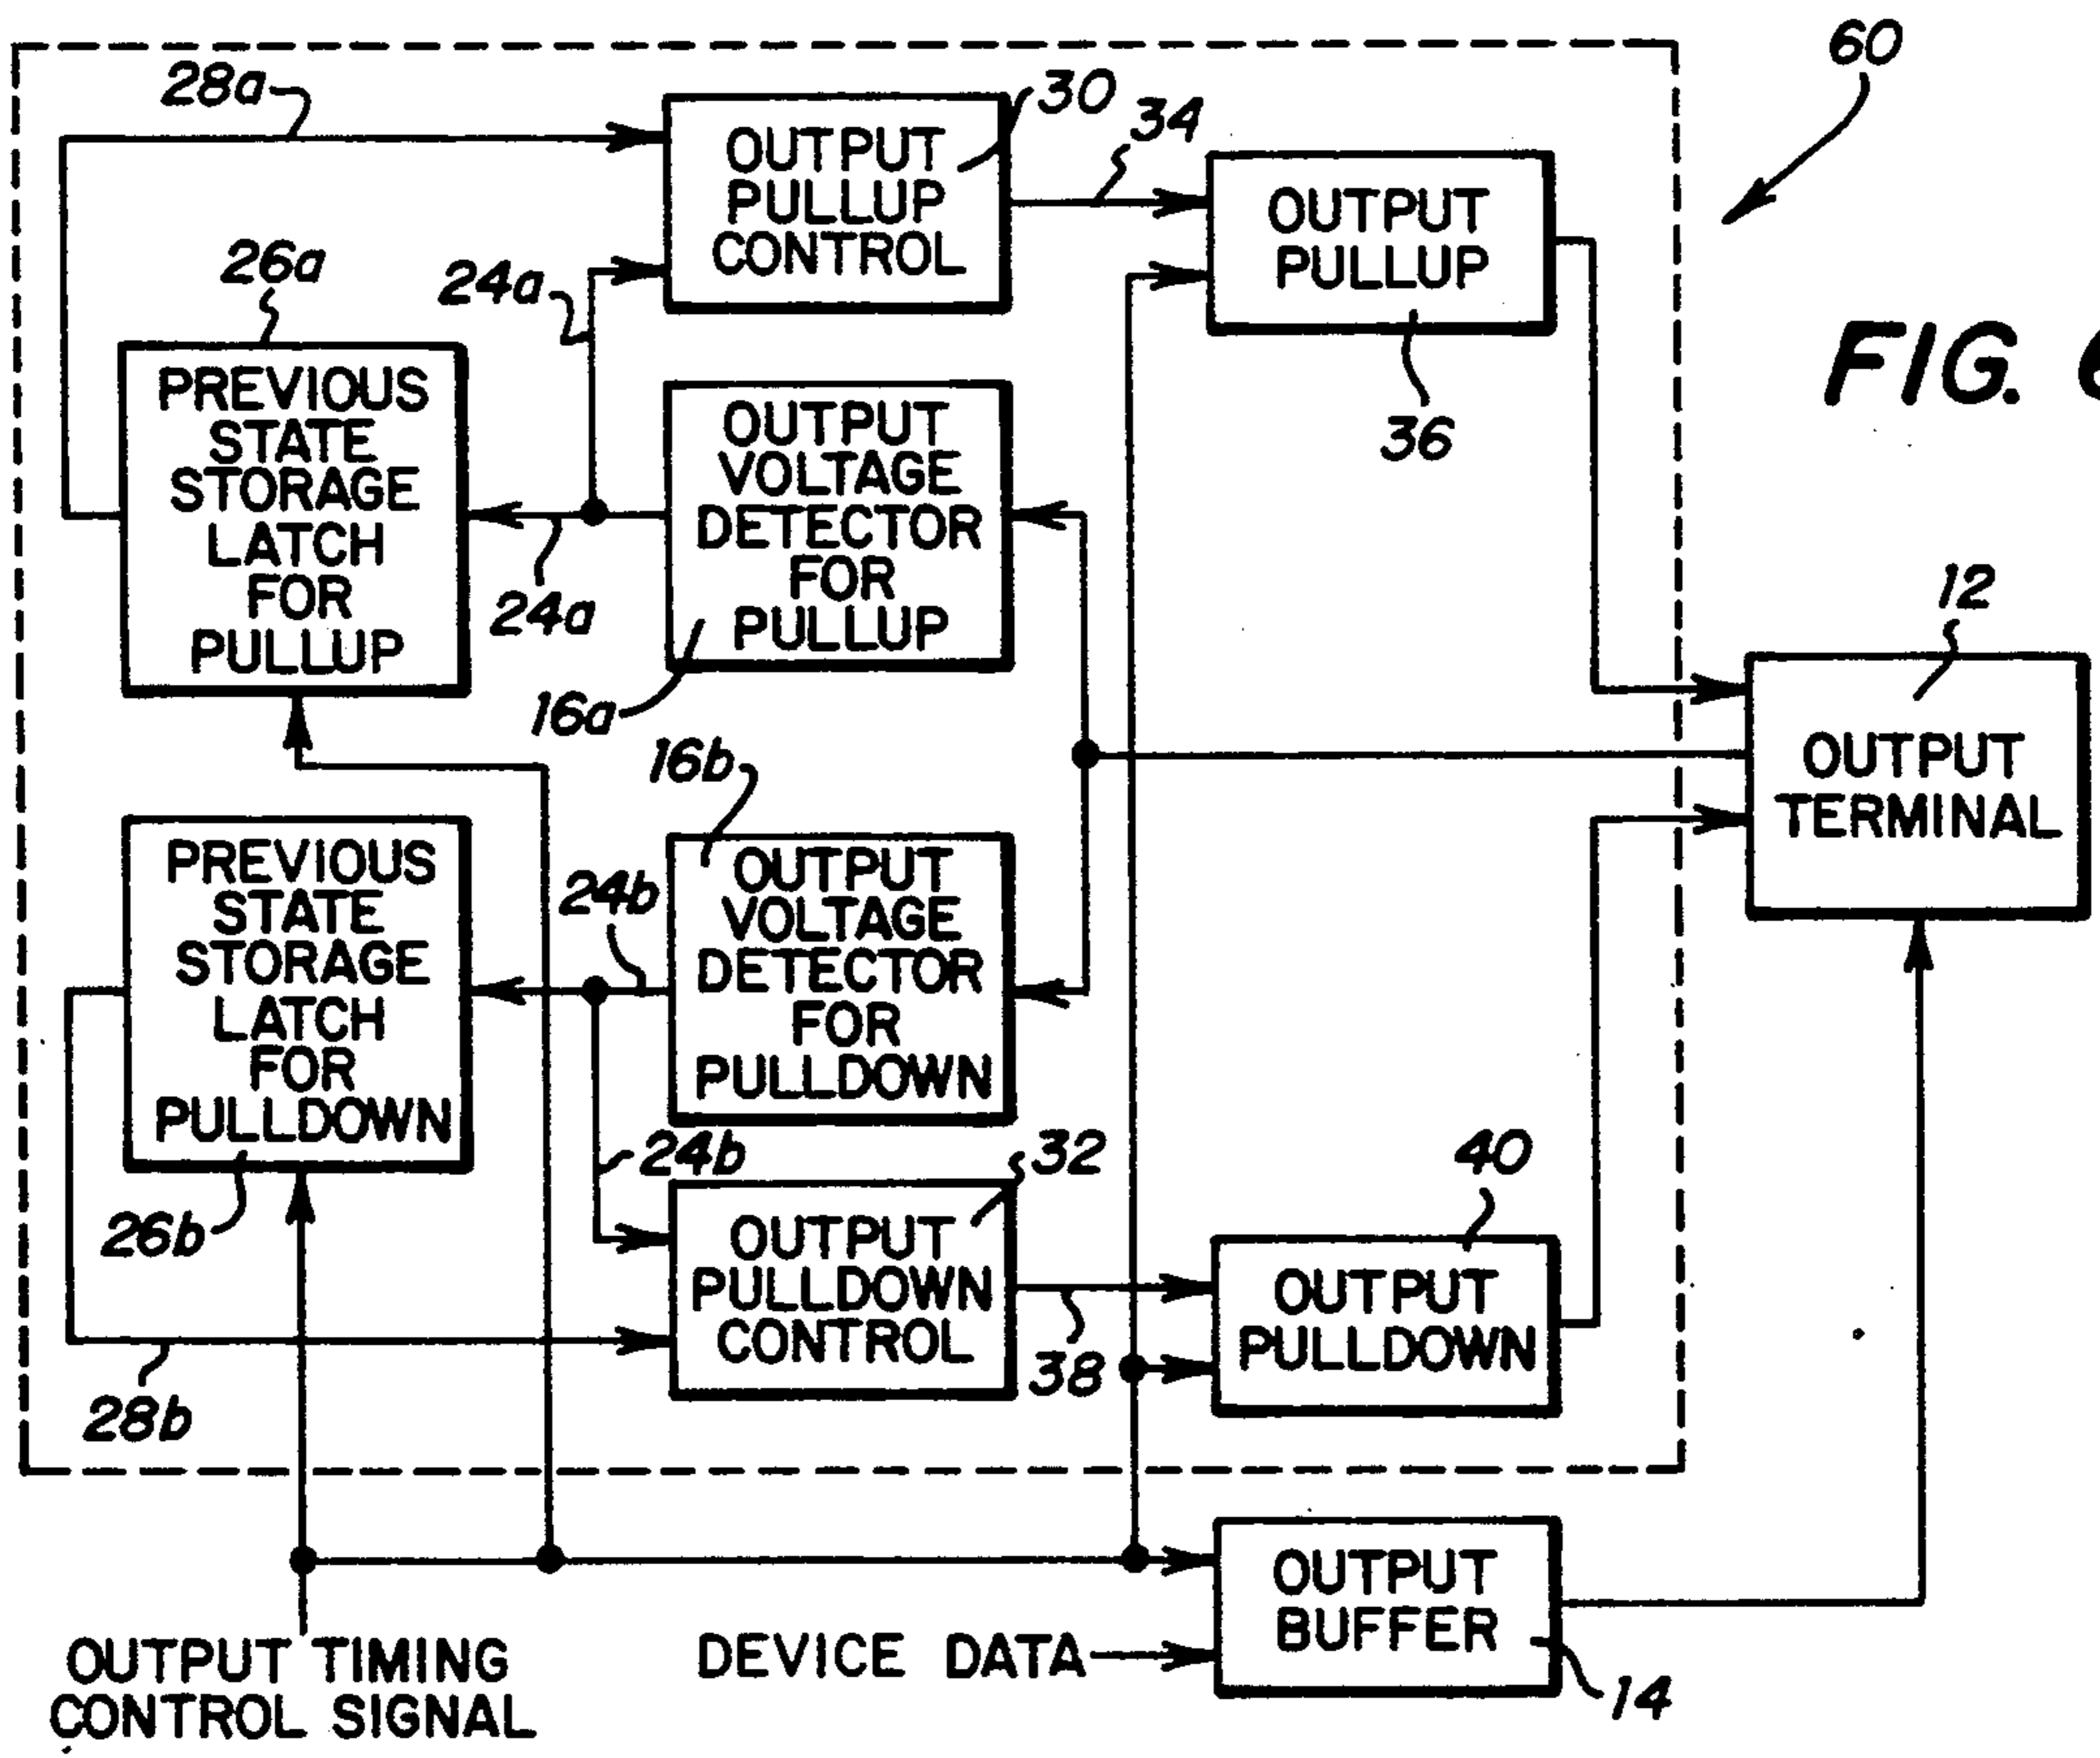 60
28a
30
OUTPUT
PULLUP
CONTROL
34
OUTPUT
PULLUP
36
26a
24a
FIG.
PREVIOUS
STATE
STORAGE
LATCH
FOR
PULLUP
24a
OUTPUT
VOLTAGE
DETECTOR
FOR
PULLUP
16a
12
OUTPUT
TERMINAL
16b
PREVIOUS
STATE
STORAGE
LATCH
FOR
PULLDOWN
26b
24b
OUTPUT
VOLTAGE
DETECTOR
FOR
PULLDOWN
24b
32
OUTPUT
PULLDOWN
CONTROL
38
40
OUTPUT
PULLDOWN
28b
OUTPUT TIMING
CONTROL SIGNAL
DEVICE DATA
OUTPUT
BUFFER
14